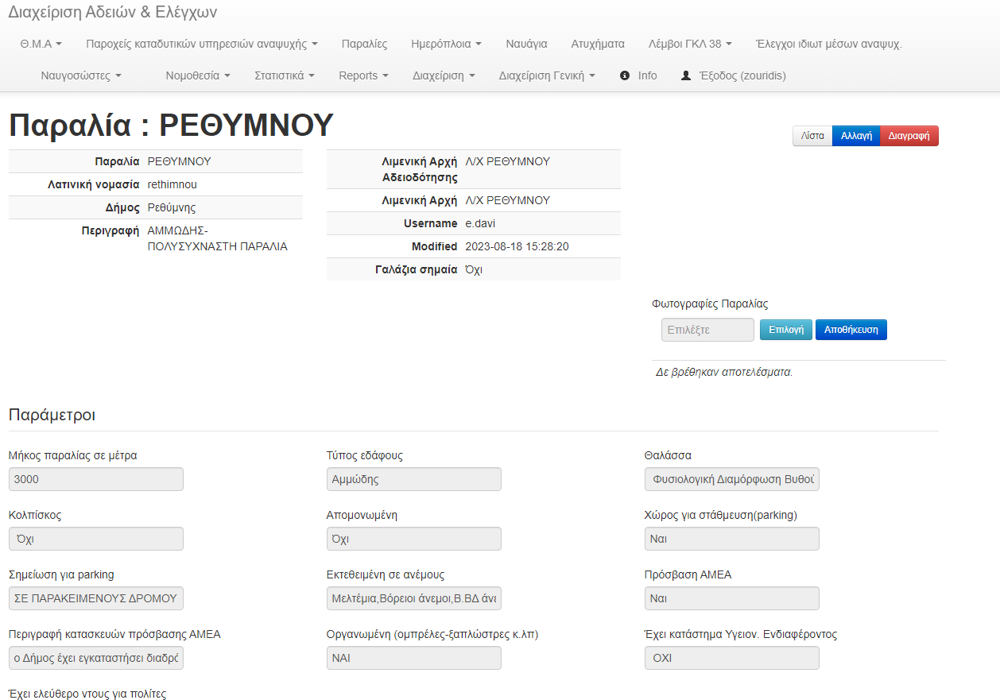 Διαχείριση Αδειών & Ελέγχων
Θ.Μ.Α Παροχείς καταδυτικών υπηρεσιών αναψυχής Παραλίες Ημερόπλοια Ναυάγια Ατυχήματα Λέμβοι ΓΚΛ 38 Έλεγχοι ιδιωτ μέσων αναψυχ.
Ναυγοσώστες Νομοθεσία Στατιστικά Reports Διαχείριση Διαχείριση Γενική Info Έξοδος (zouridis)
Παραλία : ΡΕΘΥΜΝΟΥ
Λίστα Αλλαγή Διαγραφή
Παραλία ΡΕΘΥΜΝΟΥ
Λατινική νομασία rethimnou
Δήμος Ρεθύμνης
Περιγραφή ΑΜΜΩΔΗΣ-
ΠΟΛΥΣΥΧΝΑΣΤΗ ΠΑΡΑΛΙΑ
Λιμενική Αρχή Λ/Χ ΡΕΘΥΜΝΟΥ
Αδειοδότησης
Λιμενική Αρχή Λ/Χ ΡΕΘΥΜΝΟΥ
Username e.davi
Modified 2023-08-18 15:28:20
Γαλάζια σημαία Όχι
Φωτογραφίες Παραλίας
Επιλέξτε Επιλογή Αποθήκευση
Δε βρέθηκαν αποτελέσματα.
Παράμετροι
Μήκος παραλίας σε μέτρα Τύπος εδάφους Θαλάσσα
3000 Αμμώδης Φυσιολογική Διαμόρφωση Βυθού
Κολπίσκος Απομονωμένη Χώρος για στάθμευση(parking)
Όχι Όχι Ναι
Σημείωση για parking Εκτεθειμένη σε ανέμους Πρόσβαση ΑΜΕΑ
ΣΕ ΠΑΡΑΚΕΙΜΕΝΟΥΣ ΔΡΟΜΟΥ Μελτέμια,Βόρειοι άνεμοι,Β.ΒΔ άνε Ναι
Περιγραφή κατασκευών πρόσβασης ΑΜΕΑ Οργανωμένη (ομπρέλες-ξαπλώστρες κ.λπ) Έχει κατάστημα Υγειον. Ενδιαφέροντος
ο Δήμος έχει εγκαταστήσει διαδρό ΝΑΙ ΟΧΙ
Έχει ελεύθερο ντους για πολίτες